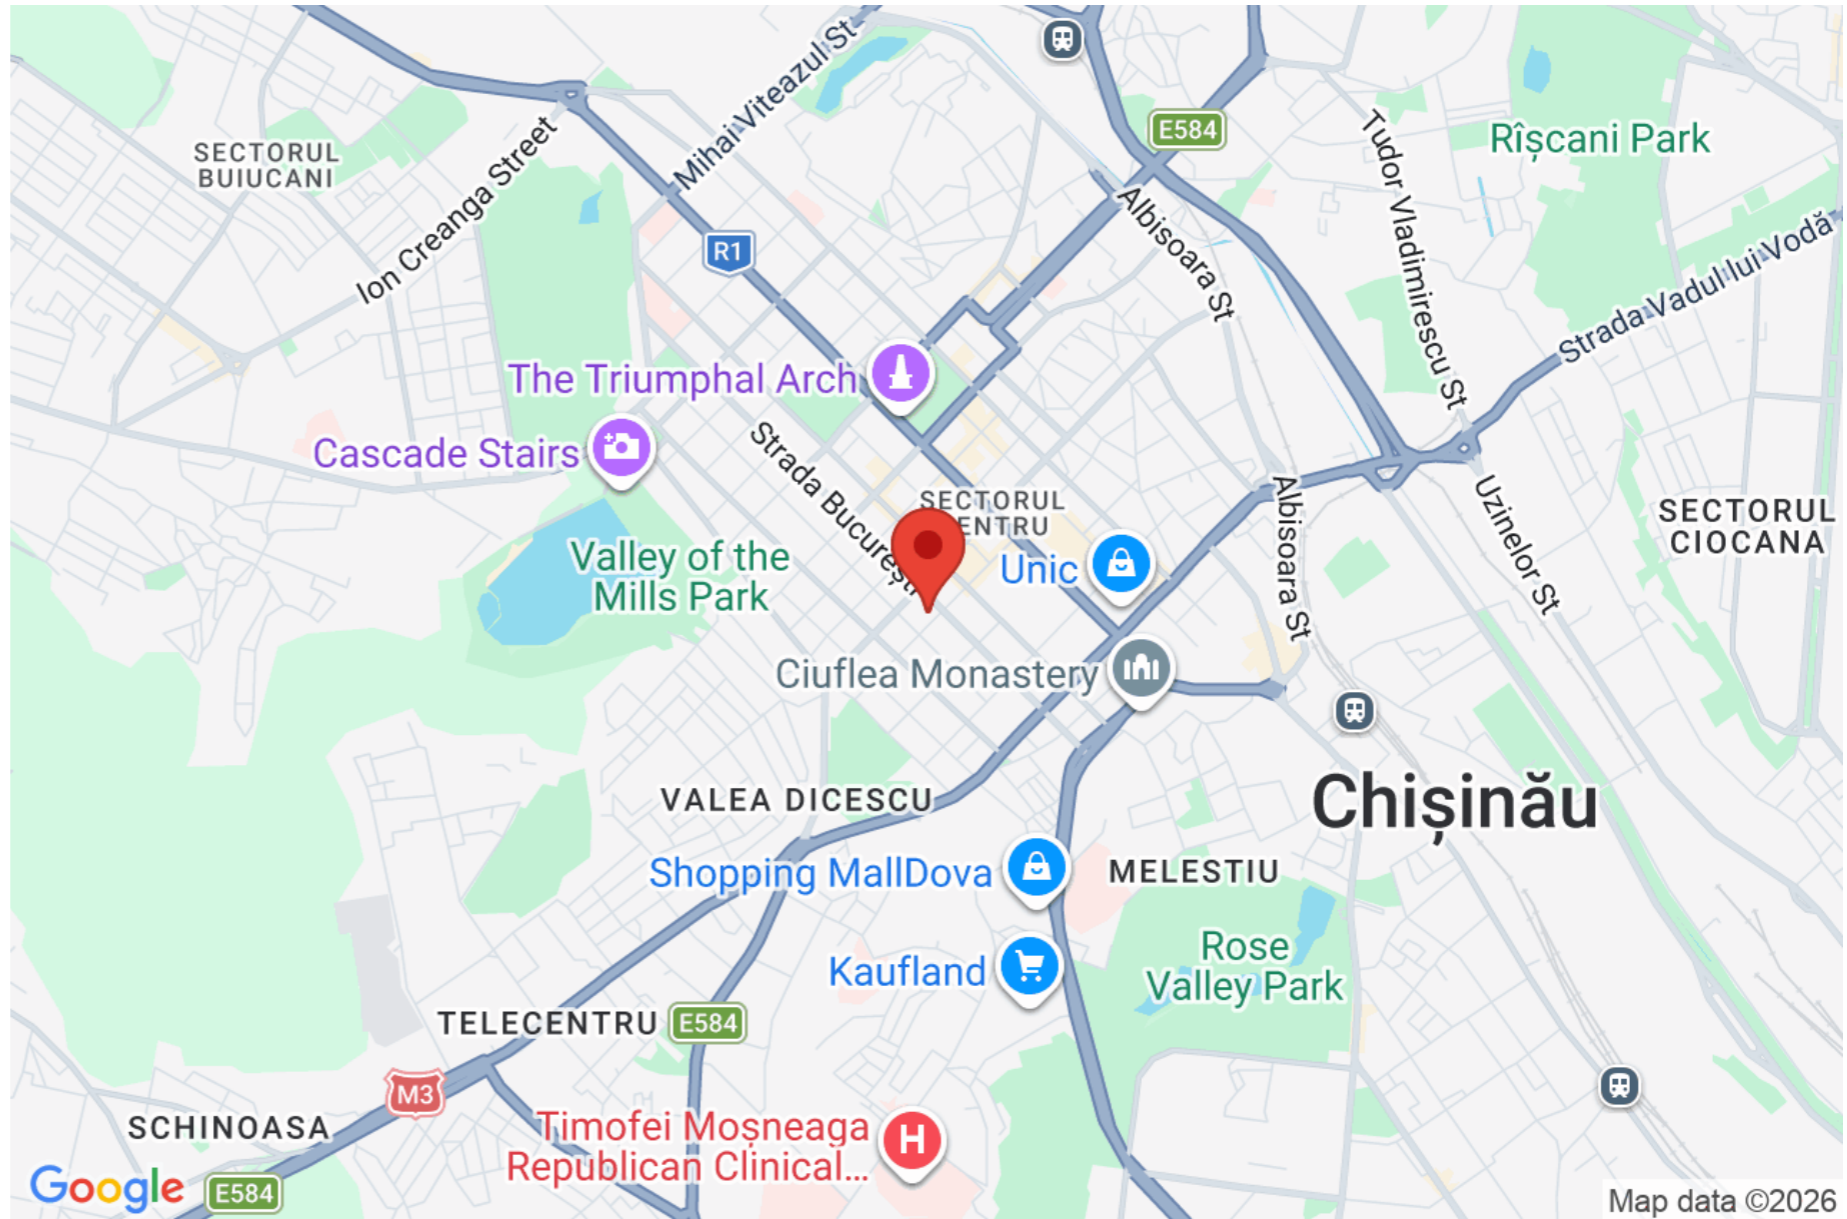 Mihai Viteazul St
E584
Tudor Vladimirescu St
Rîșcani Park
SECTORUL
BUIUCANI
Ion Creanga Street
R1
Albisoara St
Strada Vadul lui Vodă
The Triumphal Arch
Cascade Stairs
Strada București
SECTORUL
ENTRU
Unic
Albisoara St
Uzinelor St
SECTORUL
CIOCANA
Valley of the
Mills Park
Ciuflea Monastery
Chișinău
VALEA DICESCU
Shopping MallDova
MELESTIU
Kaufland
Rose
Valley Park
TELECENTRU
E584
M3
SCHINOASA
Timofei Moșneaga
Republican Clinical...
H
Google
E584
Map data ©2026